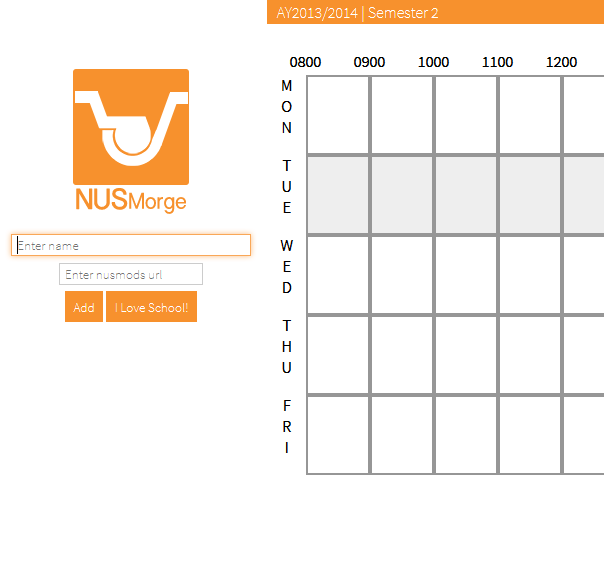 AY2013/2014 | Semester 2
NUSMorge
Enter name
Enter nusmods url
Add
I Love School!
0800 0900 1000 1100 1200
MON
TUE
WED
THU
FRI